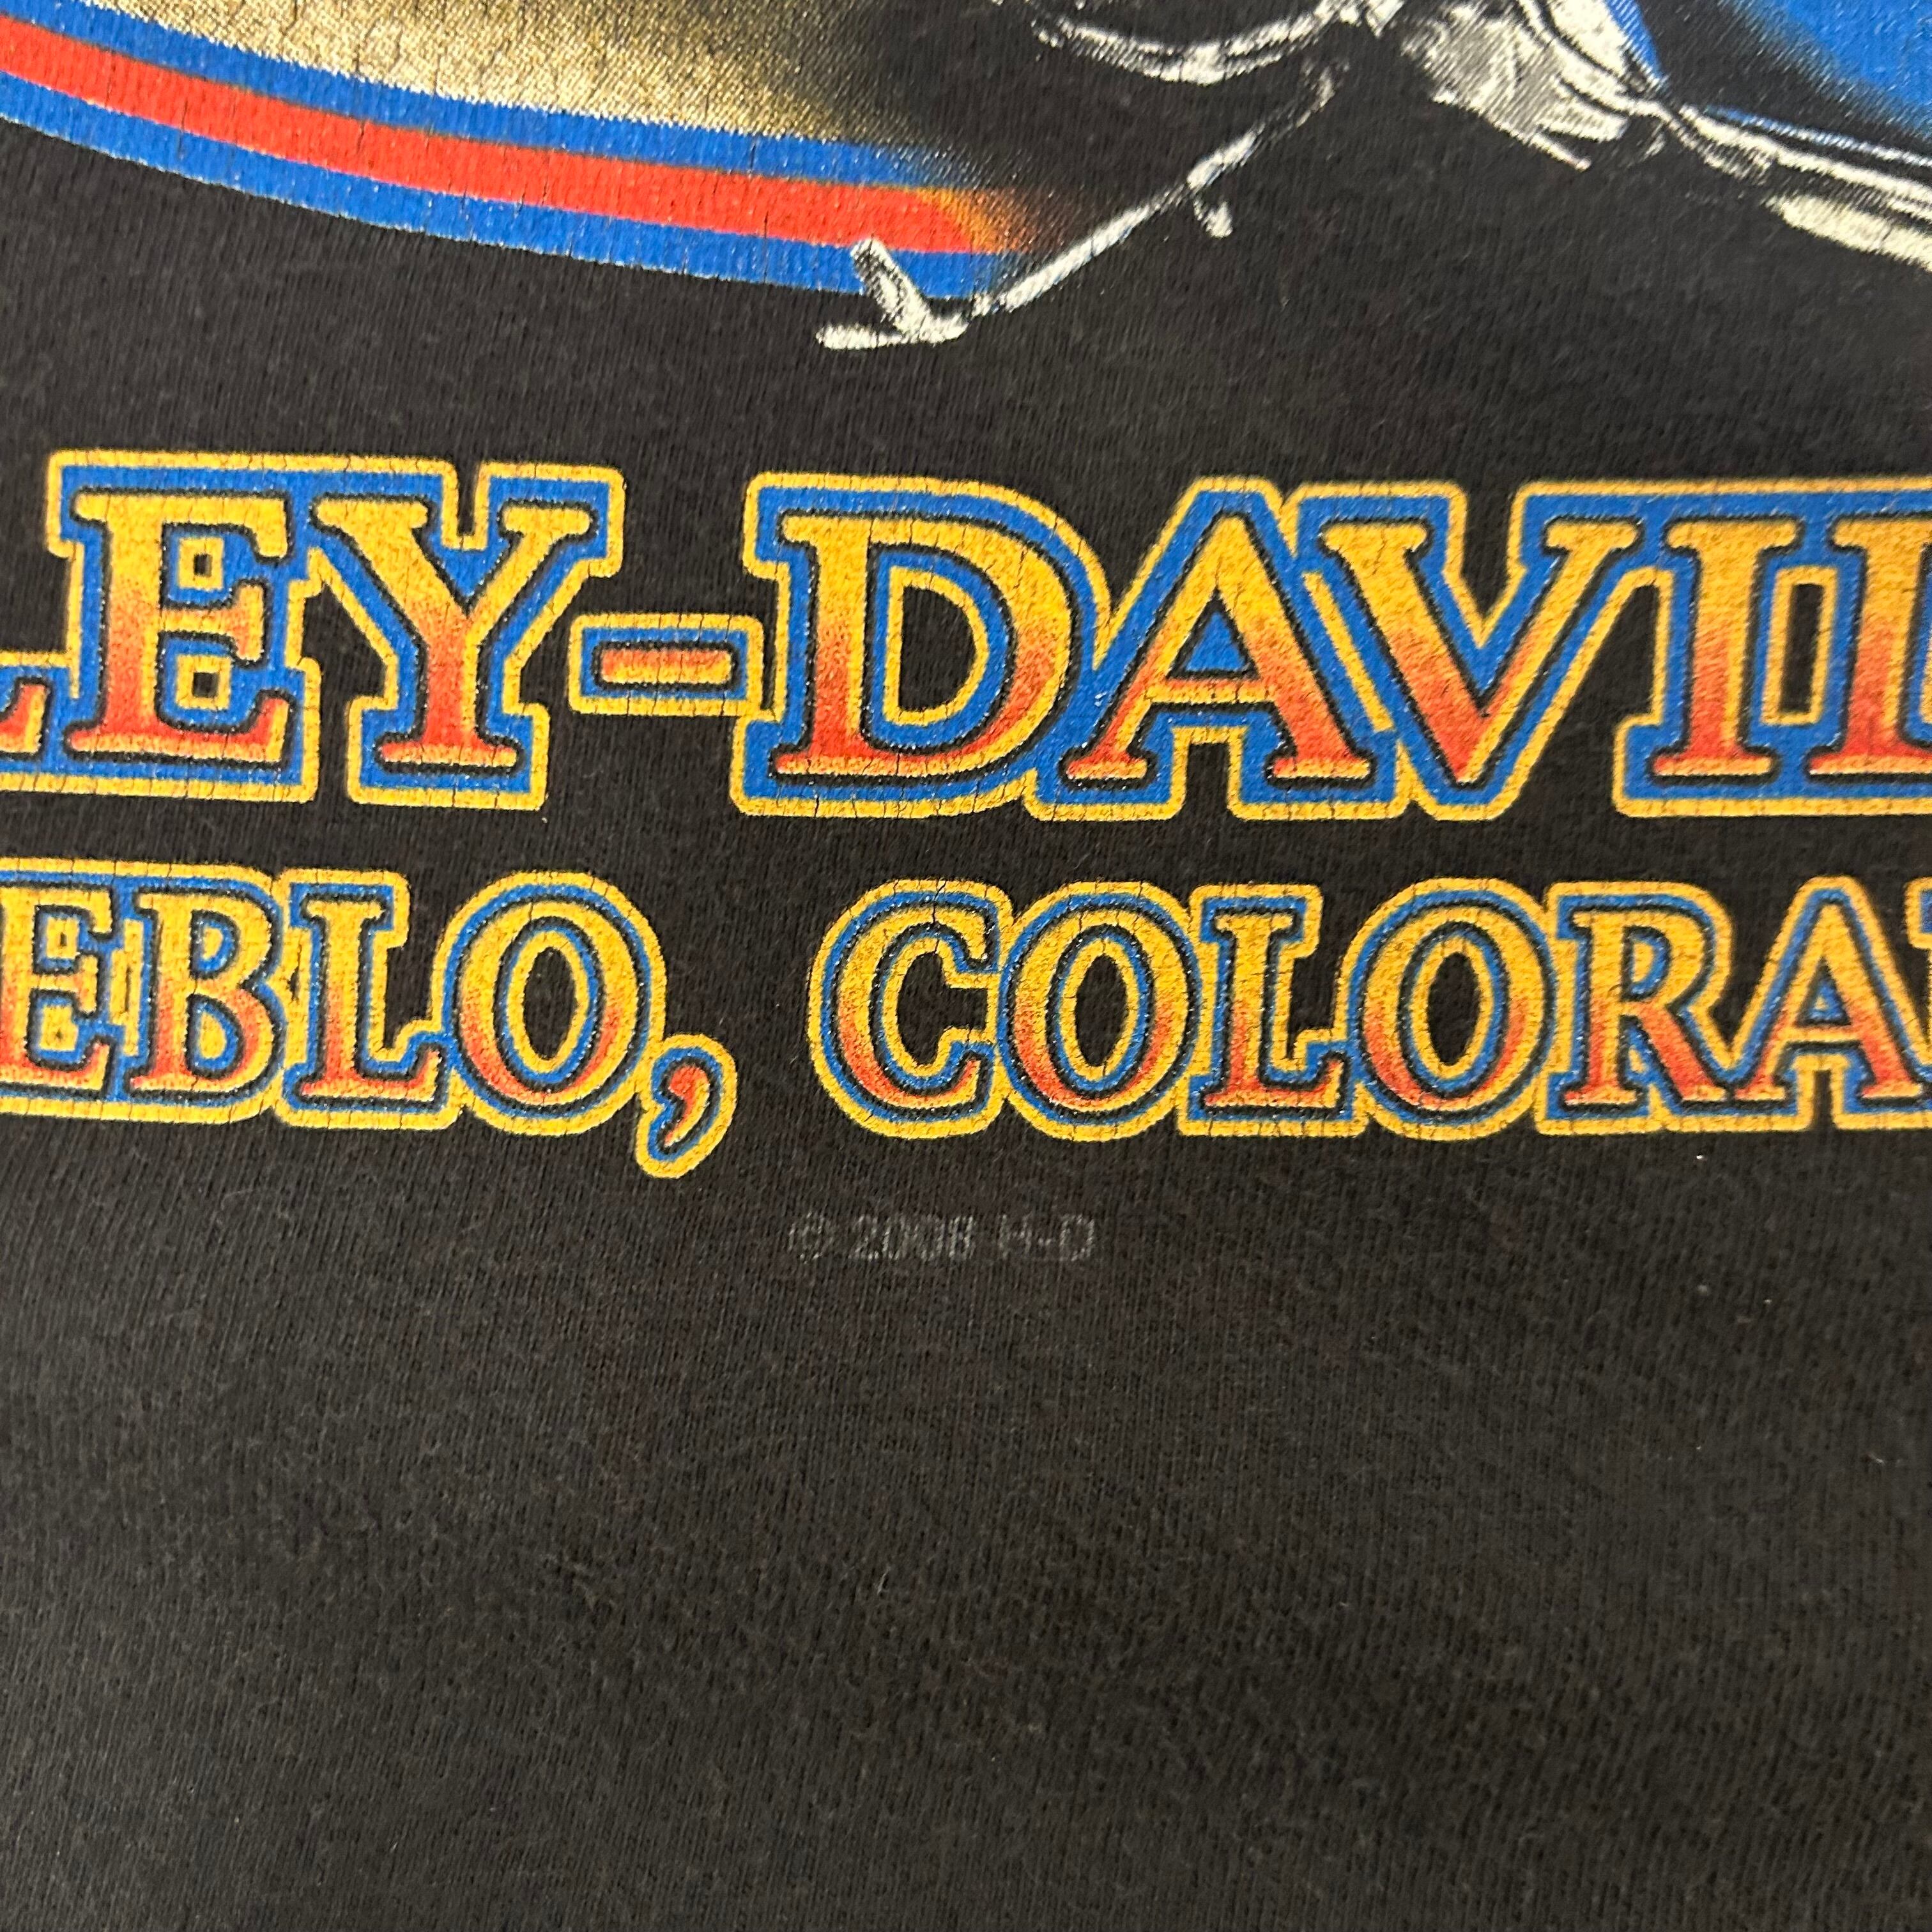 LEY-DAVI
EBLO, COLORA
© 2008 H-D